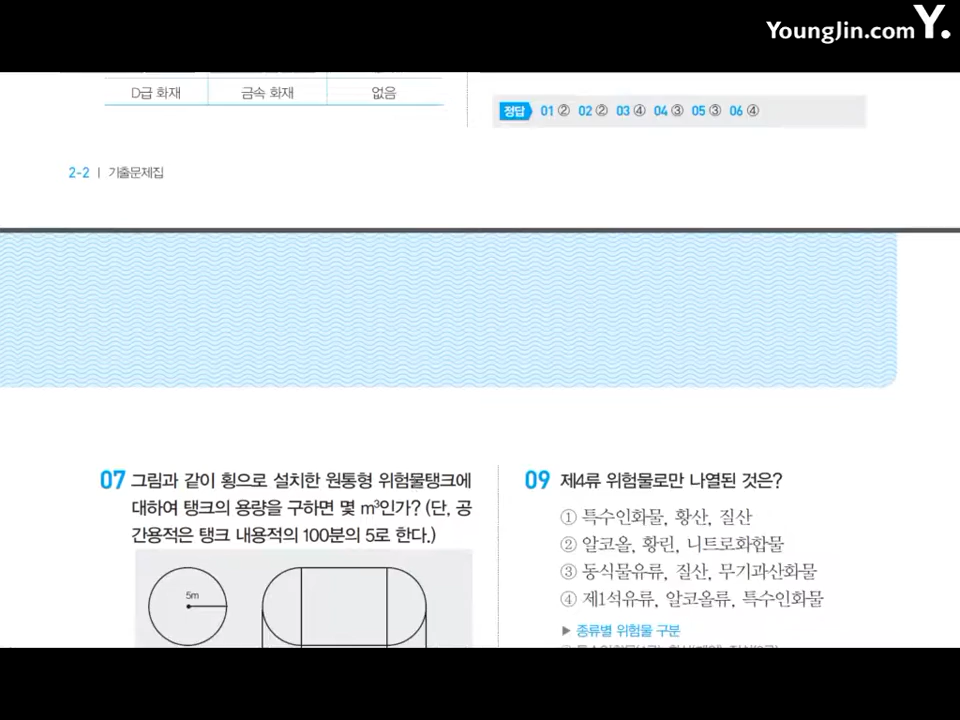 YoungJin.com Y.
D급 화재 금속 화재 없음
정답 01 ② 02 ② 03 ④ 04 ③ 05 ③ 06 ④
2-2 | 기출문제집
07 그림과 같이 횡으로 설치한 원통형 위험물탱크에
대하여 탱크의 용량을 구하면 몇 m³인가? (단, 공
간용적은 탱크 내용적의 100분의 5로 한다.)
5m
09 제4류 위험물로만 나열된 것은?
① 특수인화물, 황산, 질산
② 알코올, 황린, 니트로화합물
③ 동식물유류, 질산, 무기과산화물
④ 제1석유류, 알코올류, 특수인화물
▶ 종류별 위험물 구분